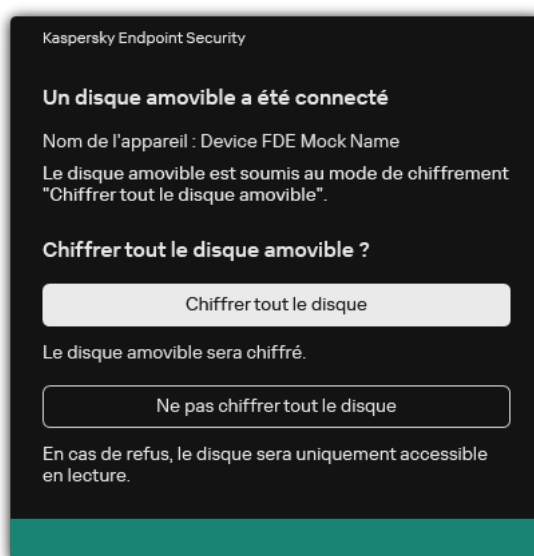 Kaspersky Endpoint Security
Un disque amovible a été connecté
Nom de l'appareil : Device FDE Mock Name
Le disque amovible est soumis au mode de chiffrement
"Chiffrer tout le disque amovible".
Chiffrer tout le disque amovible ?
Chiffrer tout le disque
Le disque amovible sera chiffré.
Ne pas chiffrer tout le disque
En cas de refus, le disque sera uniquement accessible
en lecture.